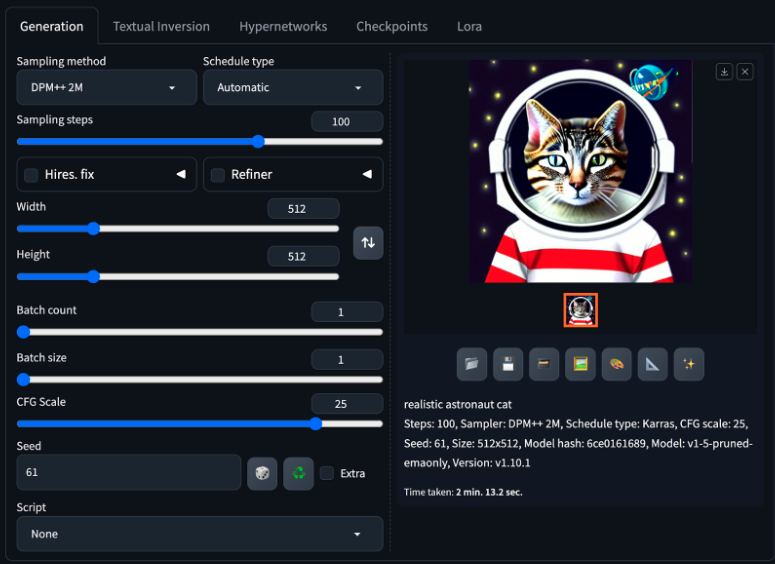 Generation
Textual Inversion
Hypernetworks
Checkpoints
Lora
Sampling method
Schedule type
DPM++ 2M
Automatic
Sampling steps
100
Hires. fix
Refiner
Width
512
Height
512
Batch count
1
Batch size
1
CFG Scale
25
Seed
61
Extra
Script
None
realistic astronaut cat
Steps: 100, Sampler: DPM++ 2M, Schedule type: Karras, CFG scale: 25,
Seed: 61, Size: 512x512, Model hash: 6ce0161689, Model: v1-5-pruned-
emaonly, Version: v1.10.1
Time taken: 2 min. 13.2 sec.